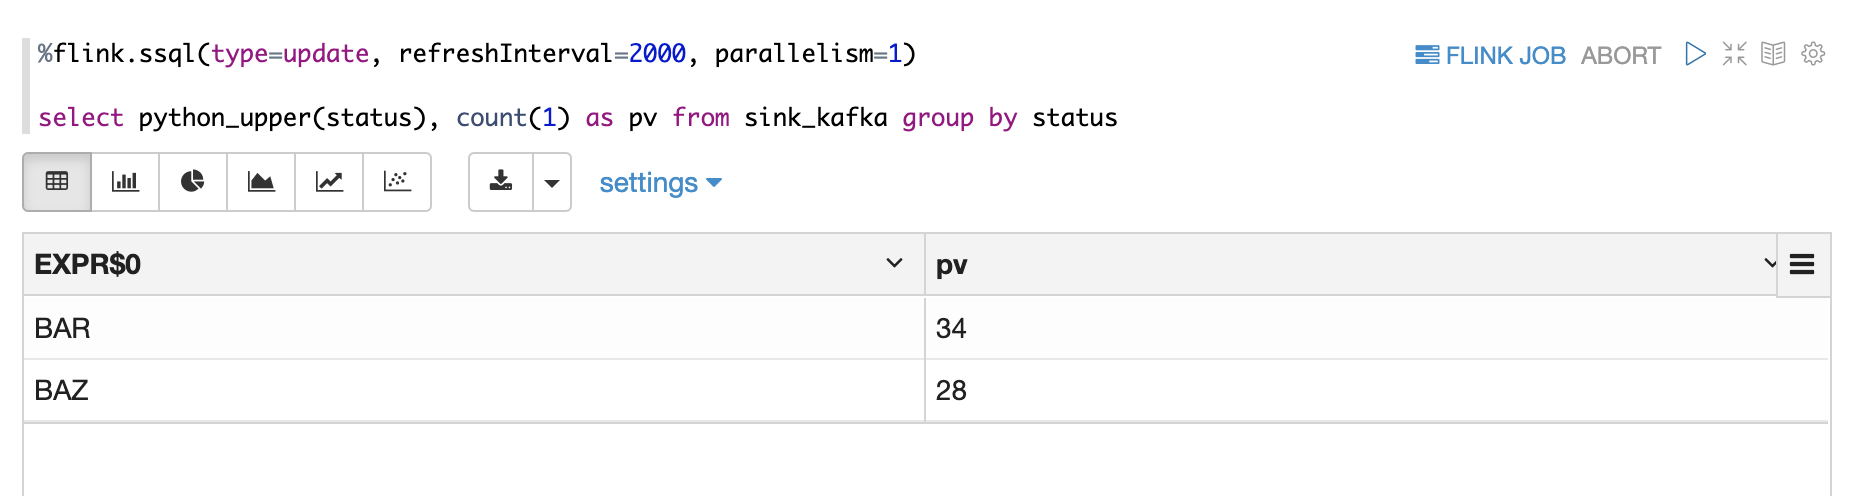 %flink.ssql(type=update, refreshInterval=2000, parallelism=1)
FLINK JOB ABORT
select python_upper(status), count(1) as pv from sink_kafka group by status
settings
EXPR$0 pv
BAR 34
BAZ 28